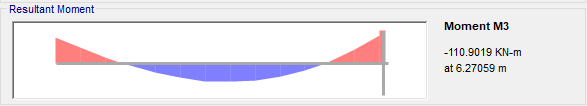 Resultant Moment
Moment M3
-110.9019 KN-m
at 6.27059 m